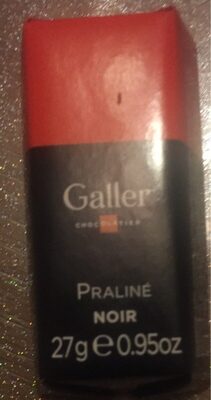 Galler
CHOCOLATIER
PRALINÉ
NOIR
27g e 0.95oz